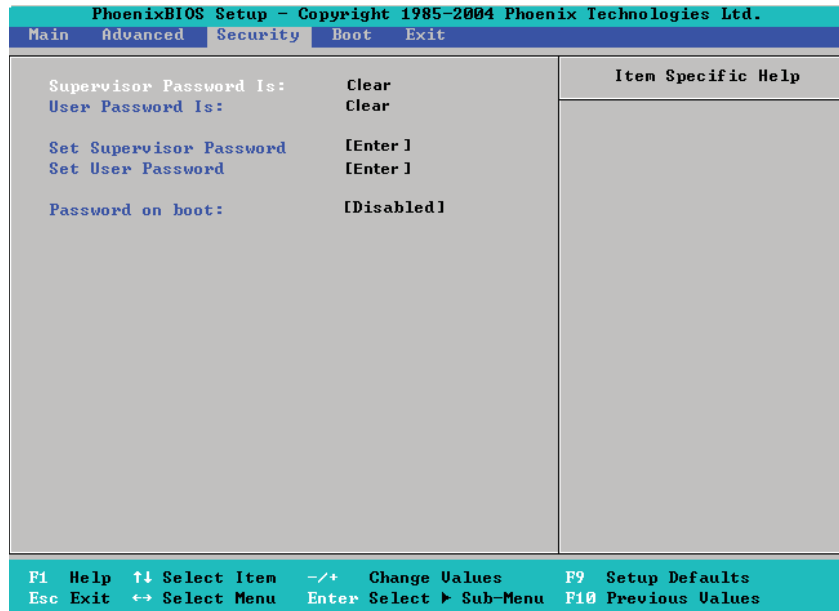 PhoenixBIOS Setup - Copyright 1985-2004 Phoenix Technologies Ltd.
Main Advanced Security Boot Exit
Item Specific Help
Supervisor Password Is: Clear
User Password Is: Clear
Set Supervisor Password [Enter]
Set User Password [Enter]
Password on boot: [Disabled]
F1 Help ↑↓ Select Item -/+ Change Values F9 Setup Defaults
Esc Exit ↔ Select Menu Enter Select ▶ Sub-Menu F10 Previous Values